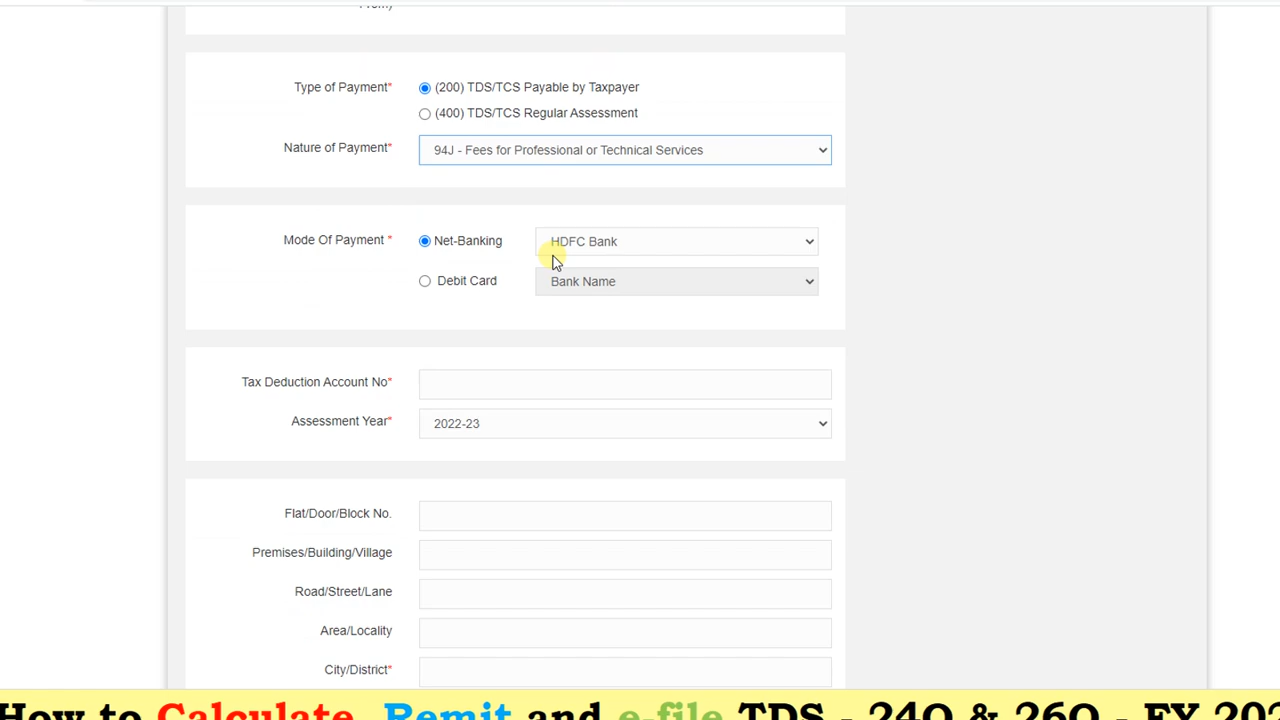 Type of Payment* (200) TDS/TCS Payable by Taxpayer
(400) TDS/TCS Regular Assessment
Nature of Payment* 94J - Fees for Professional or Technical Services
Mode Of Payment * Net-Banking HDFC Bank
Debit Card Bank Name
Tax Deduction Account No*
Assessment Year* 2022-23
Flat/Door/Block No.
Premises/Building/Village
Road/Street/Lane
Area/Locality
City/District*
How to Calculate, Remit and e-file TDS - 24Q & 26Q - FY 202